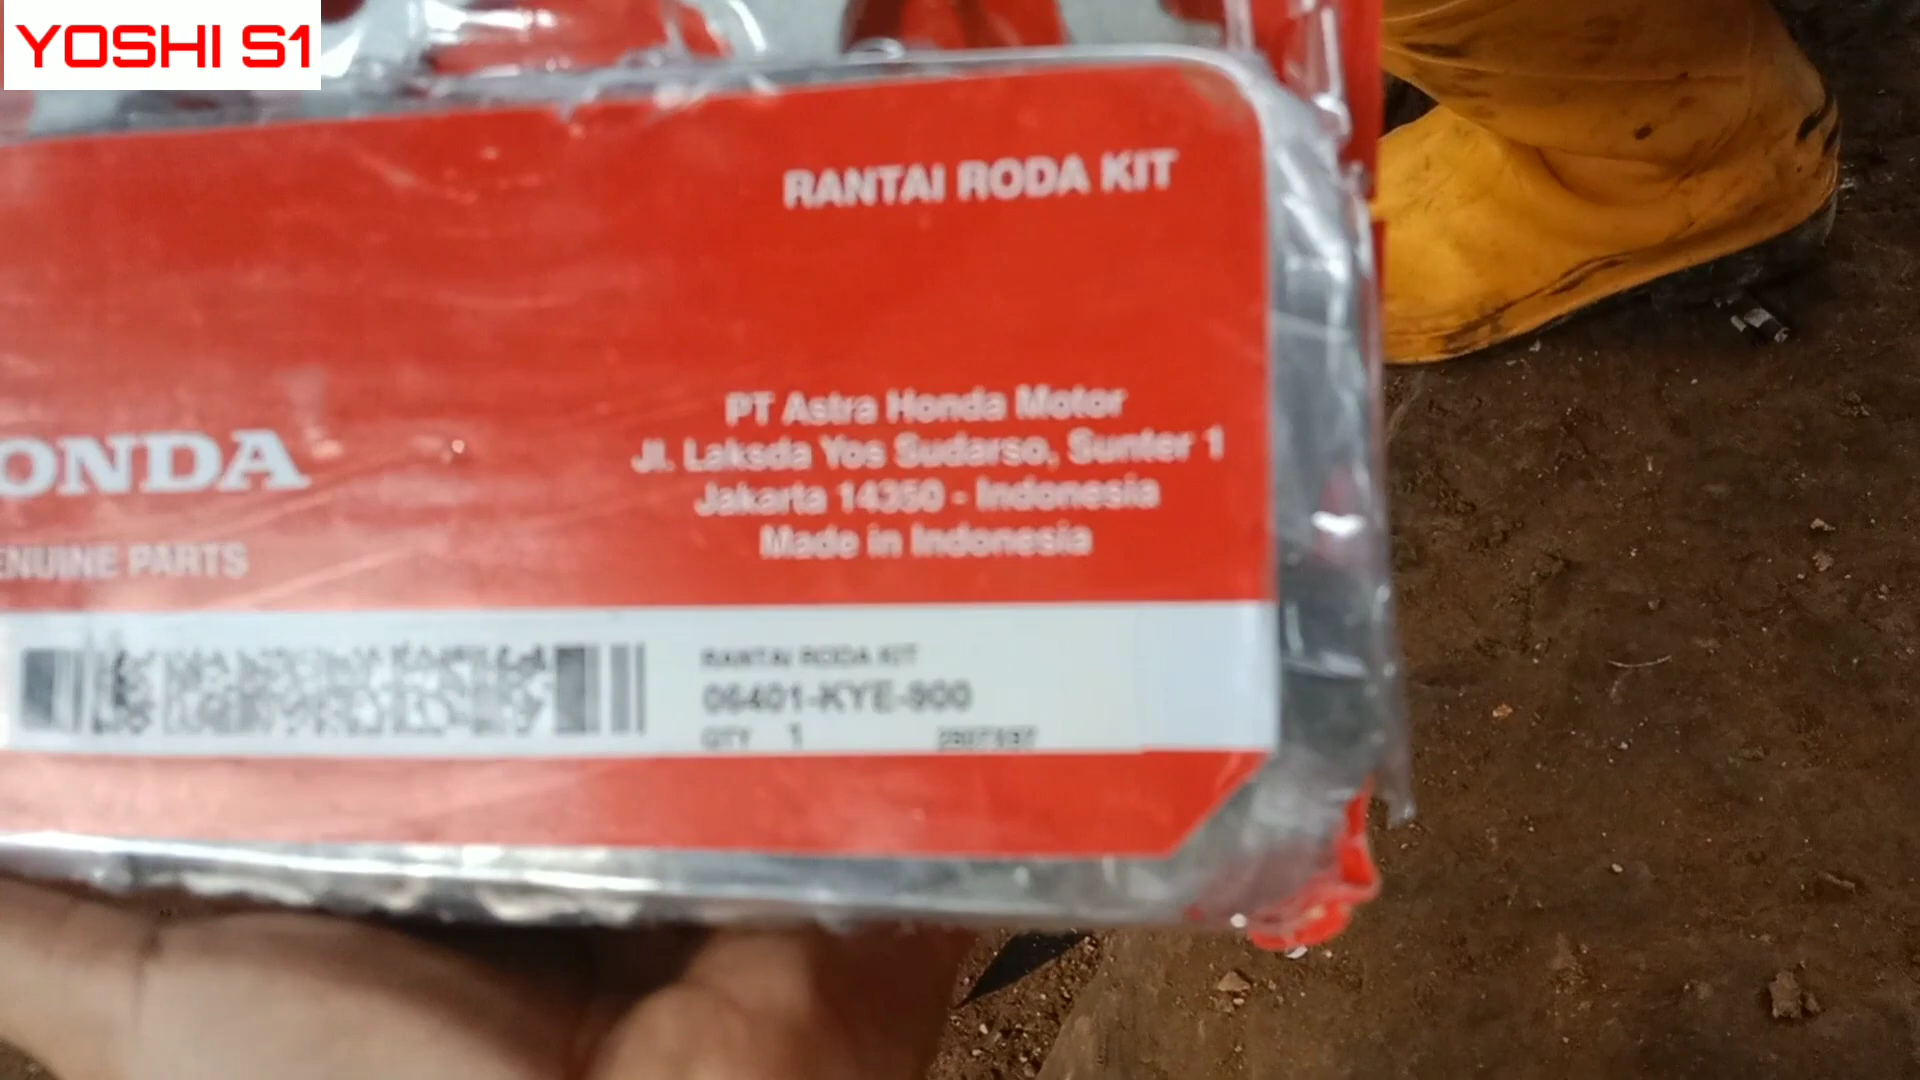 YOSHI S1
RANTAI RODA KIT
PT Astra Honda Motor
Jl. Laksda Yos Sudarso, Sunter 1
Jakarta 14350 - Indonesia
Made in Indonesia
ONDA
ENUINE PARTS
RANTAI RODA KIT
06401-KYE-900
QTY 1